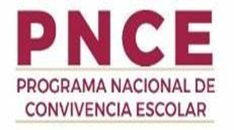 PNCE
PROGRAMA NACIONAL DE
CONVIVENCIA ESCOLAR